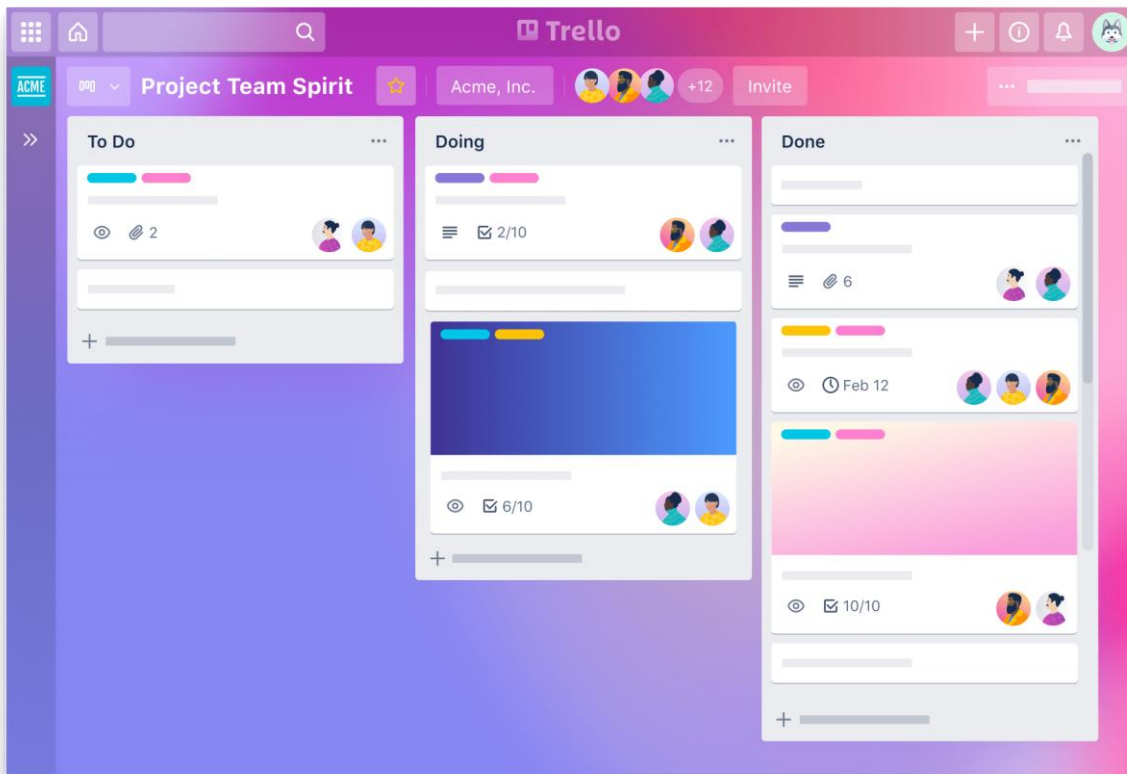 Trello
ACME
Project Team Spirit
Acme, Inc.
+12
Invite
To Do
2
Doing
2/10
6/10
Done
6
Feb 12
10/10